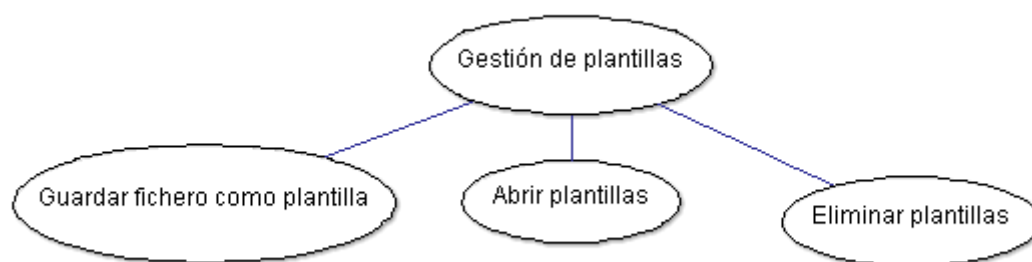 Gestión de plantillas
Guardar fichero como plantilla
Abrir plantillas
Eliminar plantillas